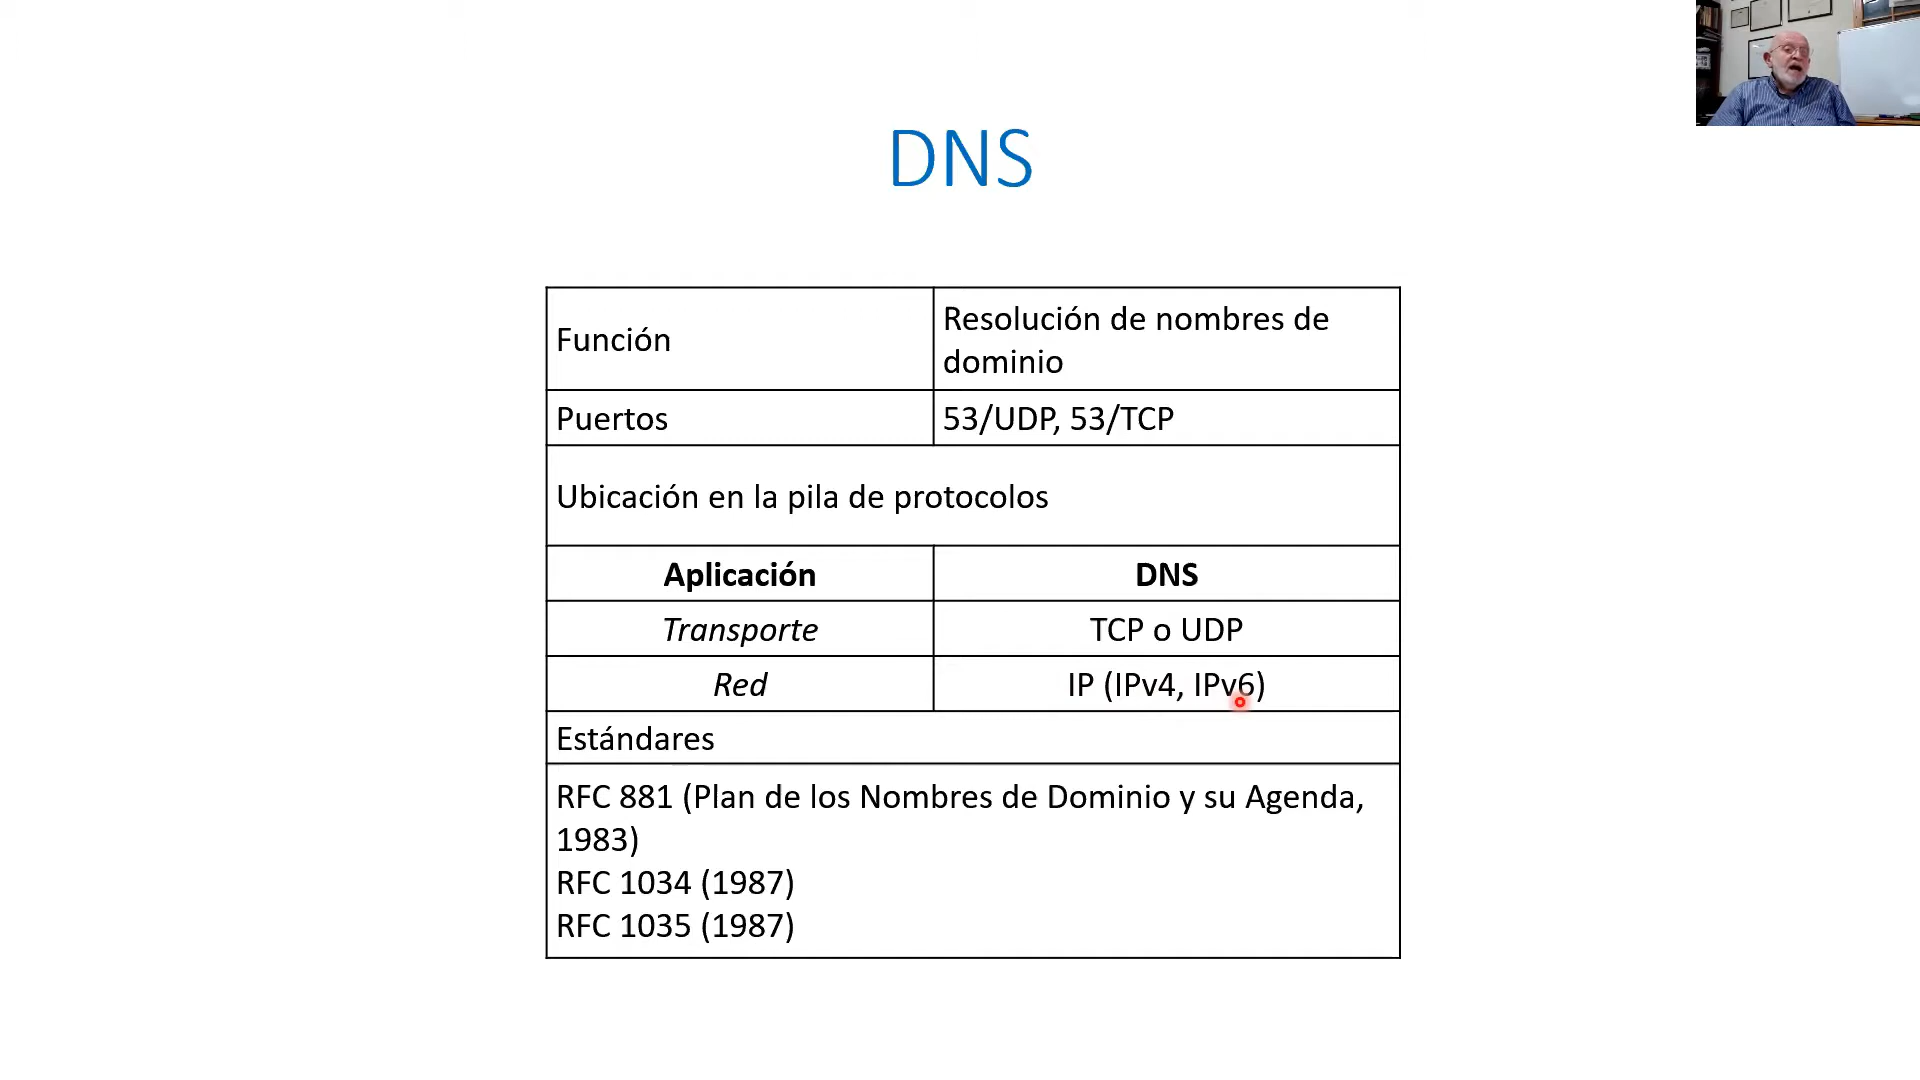 DNS
Función
Resolución de nombres de
dominio
Puertos
53/UDP, 53/TCP
Ubicación en la pila de protocolos
Aplicación
DNS
Transporte
TCP o UDP
Red
IP (IPv4, IPv6)
Estándares
RFC 881 (Plan de los Nombres de Dominio y su Agenda,
1983)
RFC 1034 (1987)
RFC 1035 (1987)